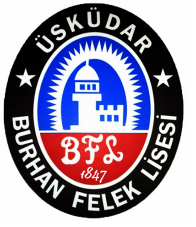 ÜSKÜDAR
BFL
1847
BURHAN FELEK LİSESİ